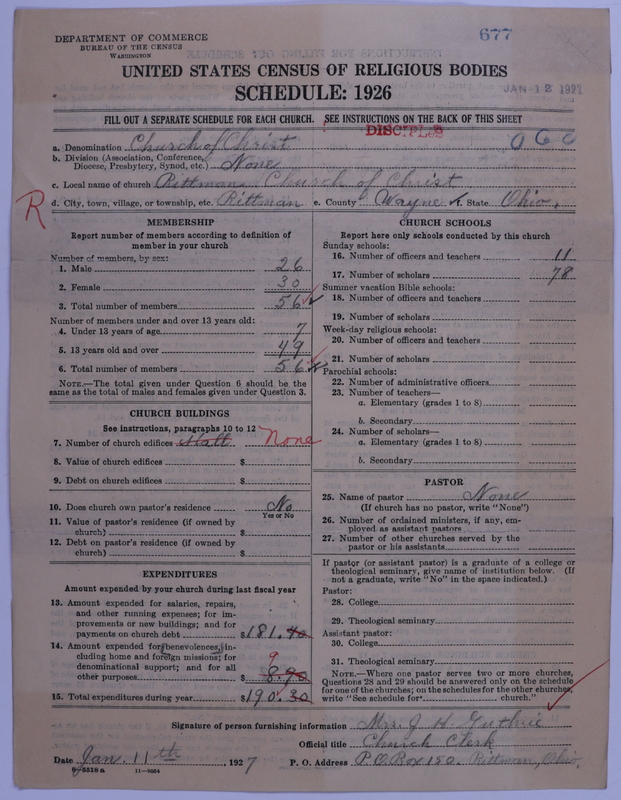 677
DEPARTMENT OF COMMERCE
BUREAU OF THE CENSUS
WASHINGTON
UNITED STATES CENSUS OF RELIGIOUS BODIES
SCHEDULE: 1926
JAN 12 1927
FILL OUT A SEPARATE SCHEDULE FOR EACH CHURCH. SEE INSTRUCTIONS ON THE BACK OF THIS SHEET
DISCIPLES
060
a. Denomination Church of Christ
b. Division (Association, Conference, Diocese, Presbytery, Synod, etc.) None
c. Local name of church Rittman, Church of Christ
R
d. City, town, village, or township, etc. Rittman e. County Wayne f. State Ohio.
MEMBERSHIP
Report number of members according to definition of
member in your church
Number of members, by sex:
1. Male 26
2. Female 30
3. Total number of members 56
Number of members under and over 13 years old:
4. Under 13 years of age 7
5. 13 years old and over 49
6. Total number of members 56
NOTE.—The total given under Question 6 should be the
same as the total of males and females given under Question 3.
CHURCH BUILDINGS
See instructions, paragraphs 10 to 12
7. Number of church edifices Hall None
8. Value of church edifices $
9. Debt on church edifices $
10. Does church own pastor's residence No
Yes or No
11. Value of pastor's residence (if owned by
church) $
12. Debt on pastor's residence (if owned by
church) $
EXPENDITURES
Amount expended by your church during last fiscal year
13. Amount expended for salaries, repairs,
and other running expenses; for im-
provements or new buildings; and for
payments on church debt $181.40
14. Amount expended for benevolences, in-
cluding home and foreign missions; for
denominational support; and for all
other purposes 9 8.90
15. Total expenditures during year $190.30
CHURCH SCHOOLS
Report here only schools conducted by this church
Sunday schools:
16. Number of officers and teachers 11
17. Number of scholars 78
Summer vacation Bible schools:
18. Number of officers and teachers
19. Number of scholars
Week-day religious schools:
20. Number of officers and teachers
21. Number of scholars
Parochial schools:
22. Number of administrative officers
23. Number of teachers—
a. Elementary (grades 1 to 8)
b. Secondary
24. Number of scholars—
a. Elementary (grades 1 to 8)
b. Secondary
PASTOR
25. Name of pastor None
(If church has no pastor, write "None")
26. Number of ordained ministers, if any, em-
ployed as assistant pastors
27. Number of other churches served by the
pastor or his assistants
If pastor (or assistant pastor) is a graduate of a college or
theological seminary, give name of institution below. (If
not a graduate, write "No" in the space indicated.)
Pastor:
28. College
29. Theological seminary
Assistant pastor:
30. College
31. Theological seminary
NOTE.—Where one pastor serves two or more churches,
Questions 28 and 29 should be answered only on the schedule
for one of the churches; on the schedules for the other churches,
write "See schedule for church."
Signature of person furnishing information Mrs. J H Guthrie
Official title Church Clerk
Date Jan. 11th, 1927 P. O. Address P.O. Box 150. Rittman, Ohio.
8-5518 a 11-9054